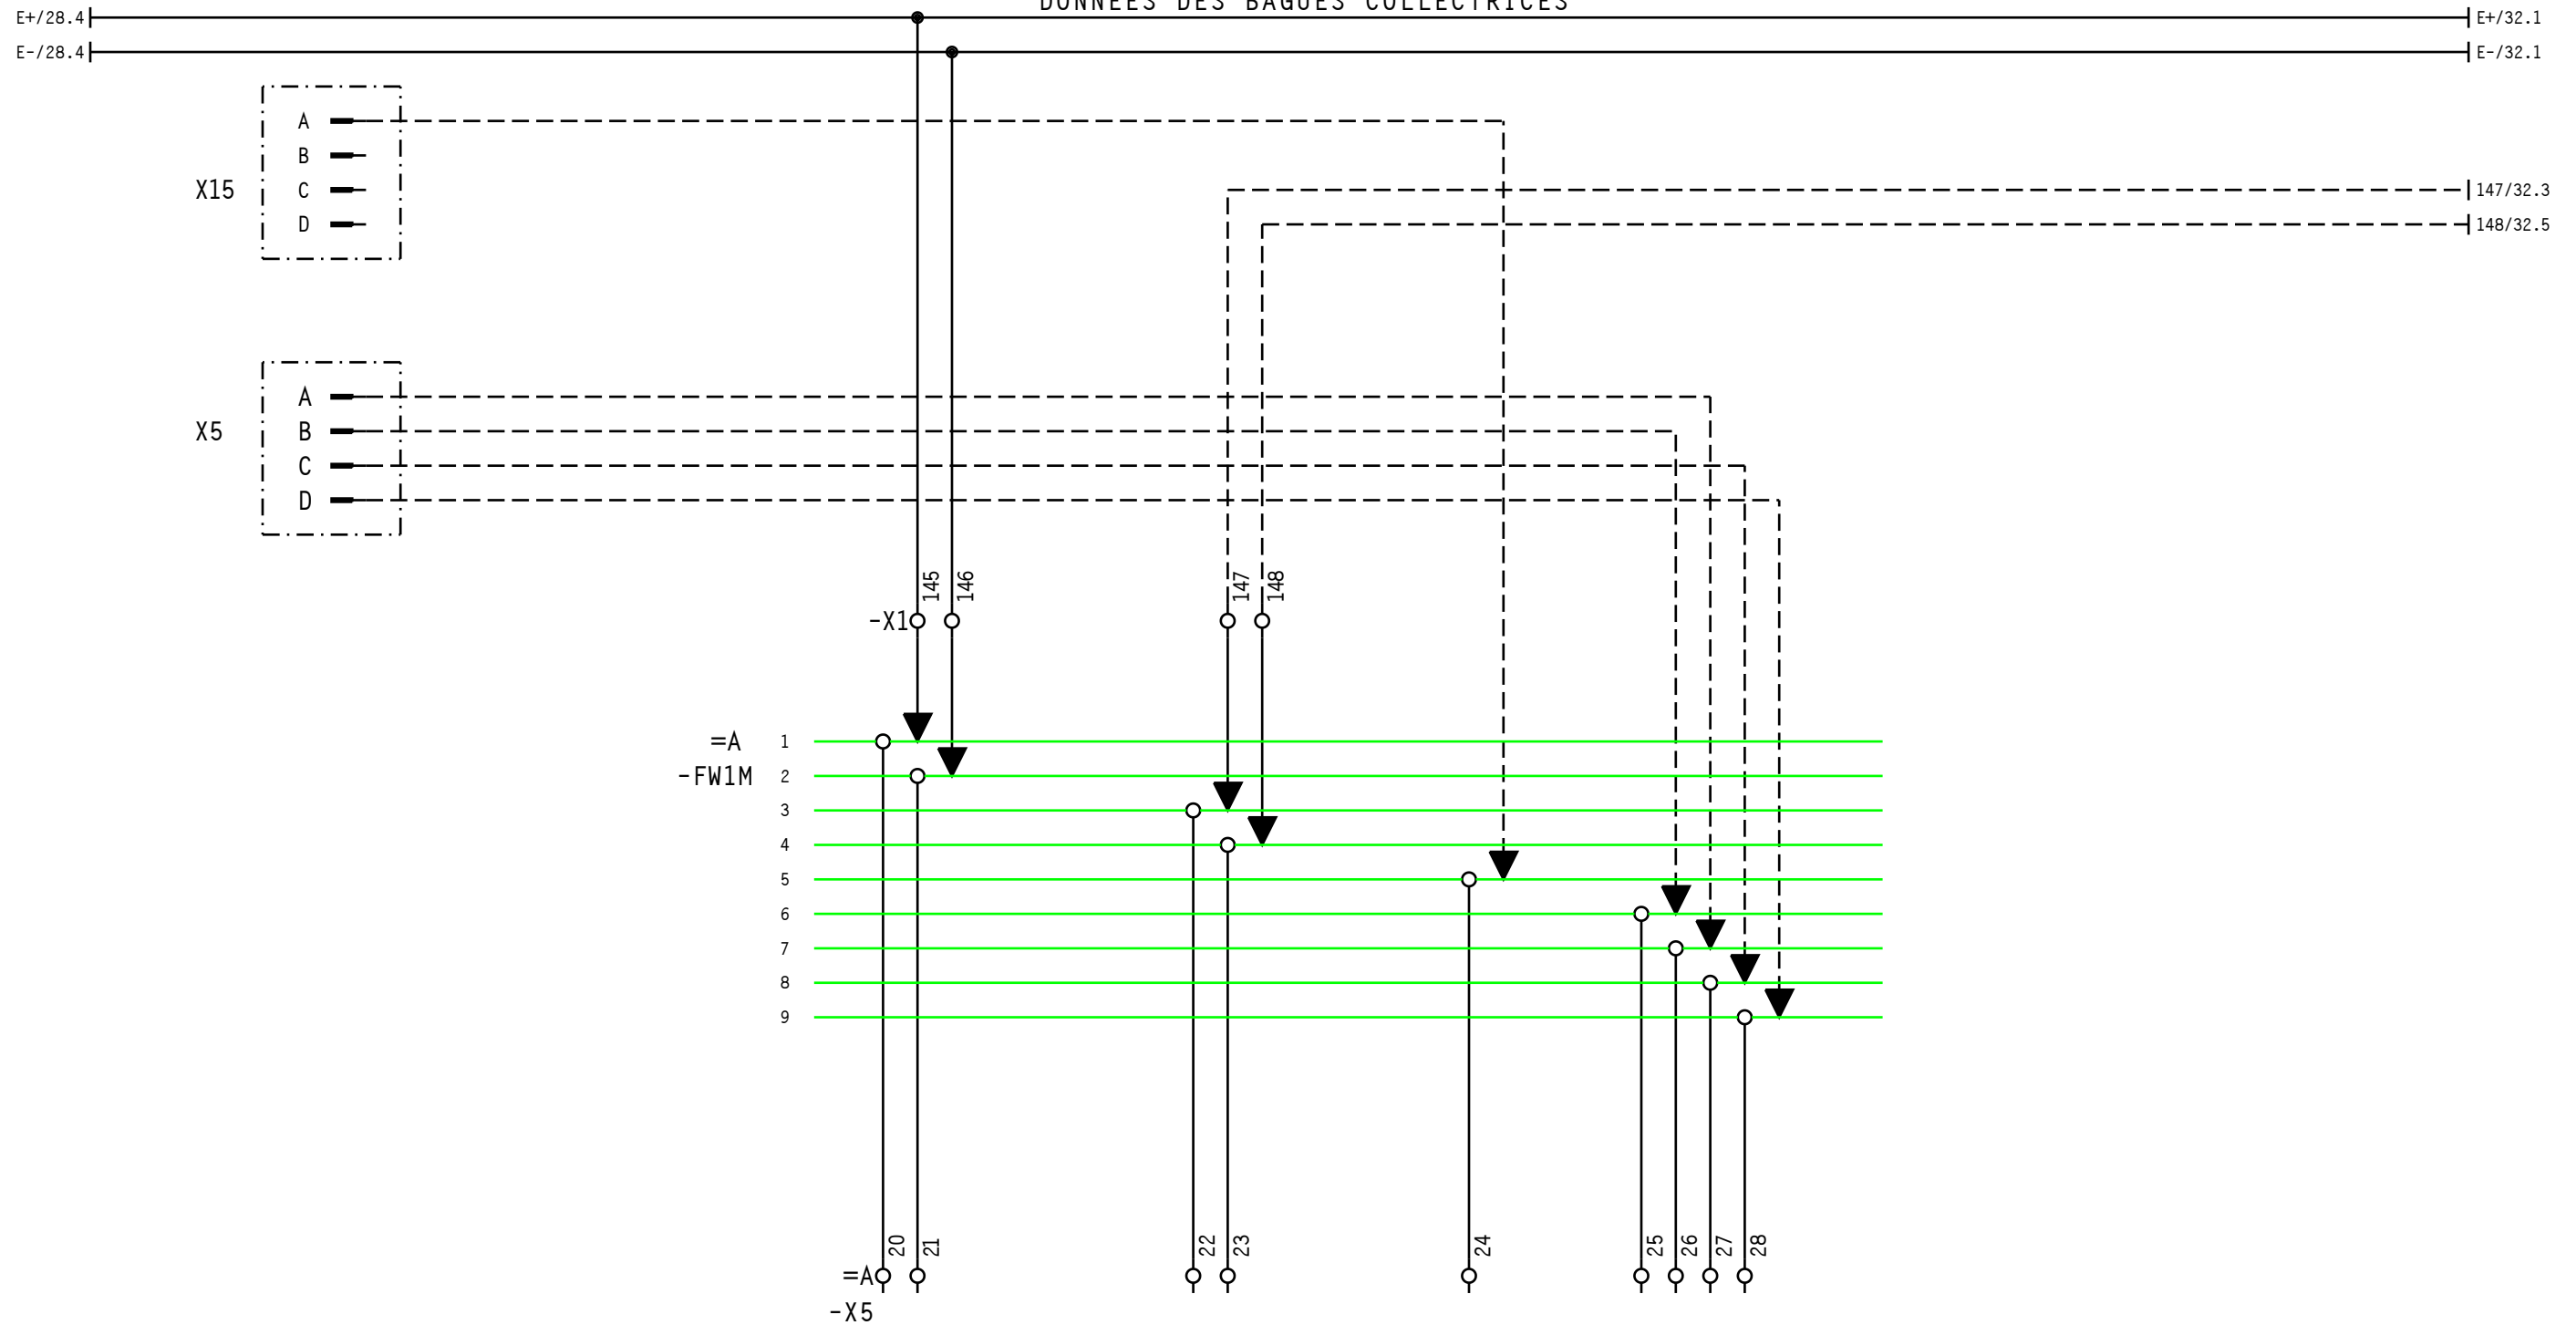 DONNEES DES BAGUES COLLECTRICES
E+/28.4 E+/32.1
E-/28.4 E-/32.1
A
B
X15 C 147/32.3
D 148/32.5
A
X5 B
C
D
145 146 147 148
-X1
=A 1
-FW1M 2
3
4
5
6
7
8
9
20 21 22 23 24 25 26 27 28
=A
-X5